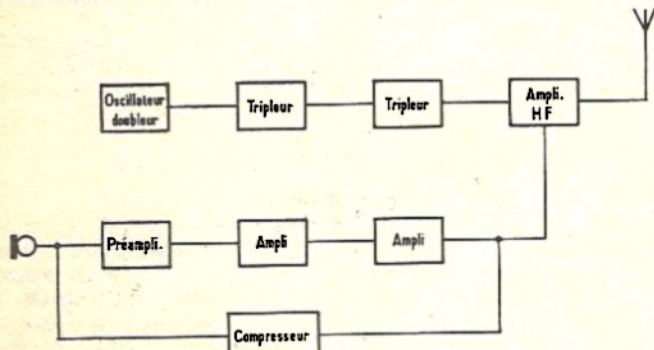 Oscillateur
doubleur
Tripleur
Tripleur
Ampli.
HF
Préampli.
Ampli
Ampli
Compresseur